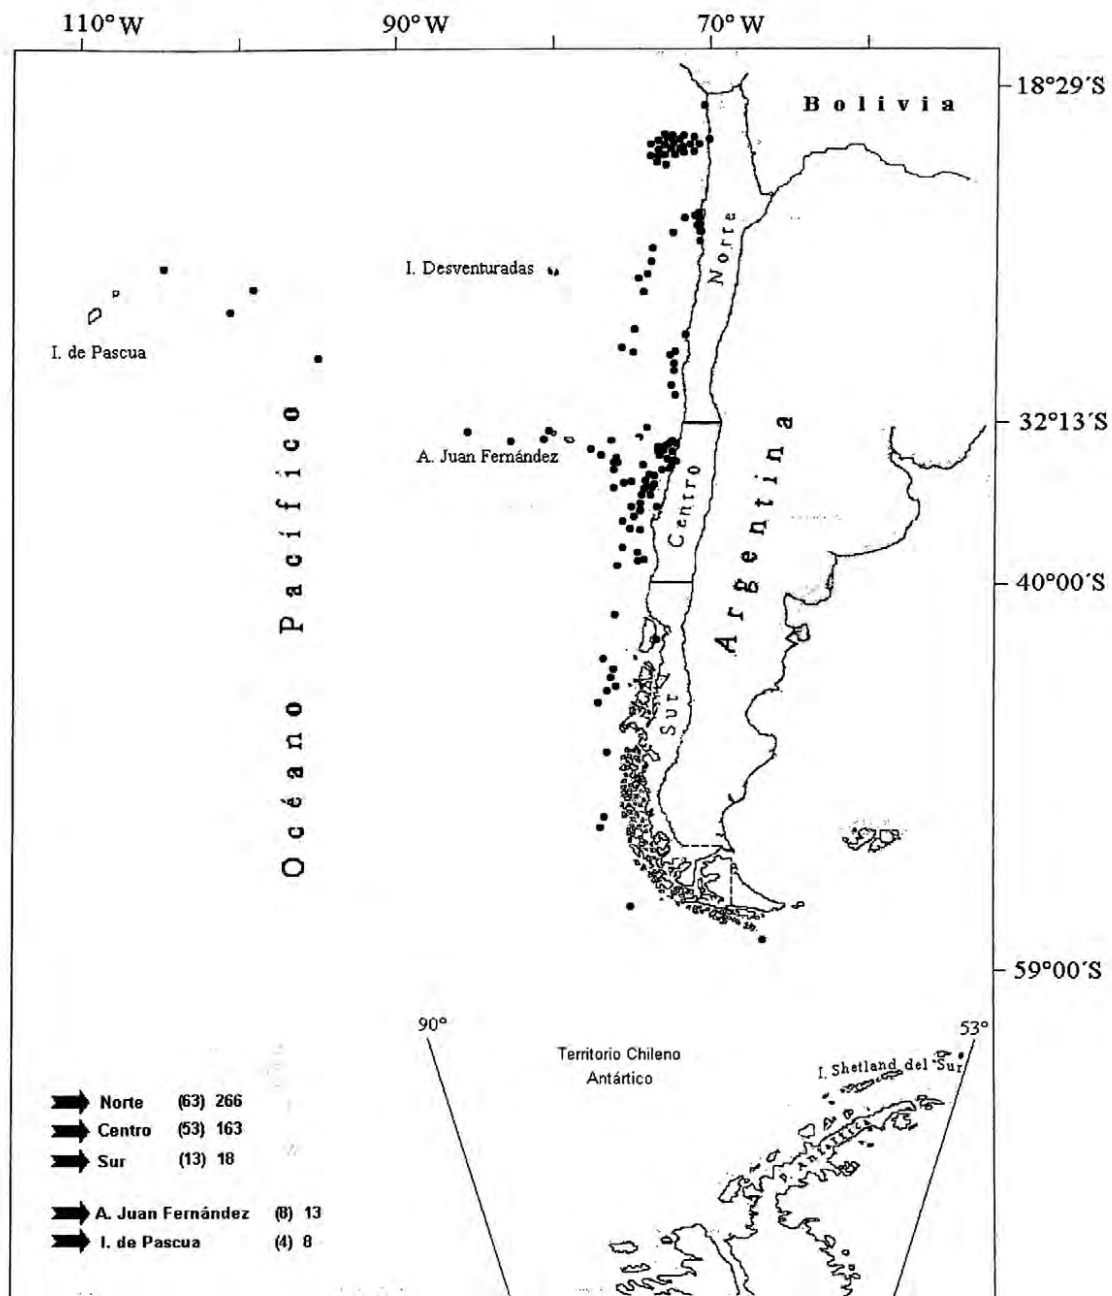 110° W 90° W 70° W
18°29´S
Bolivia
Norte
I. Desventuradas
I. de Pascua
32°13´S
A. Juan Fernández
Centro
Argentina
Océano Pacífico
40°00´S
Sur
59°00´S
90°
53°
Territorio Chileno
Antártico
I. Shetland del Sur
Norte (63) 266
Centro (53) 163
Sur (13) 18
A. Juan Fernández (8) 13
I. de Pascua (4) 8